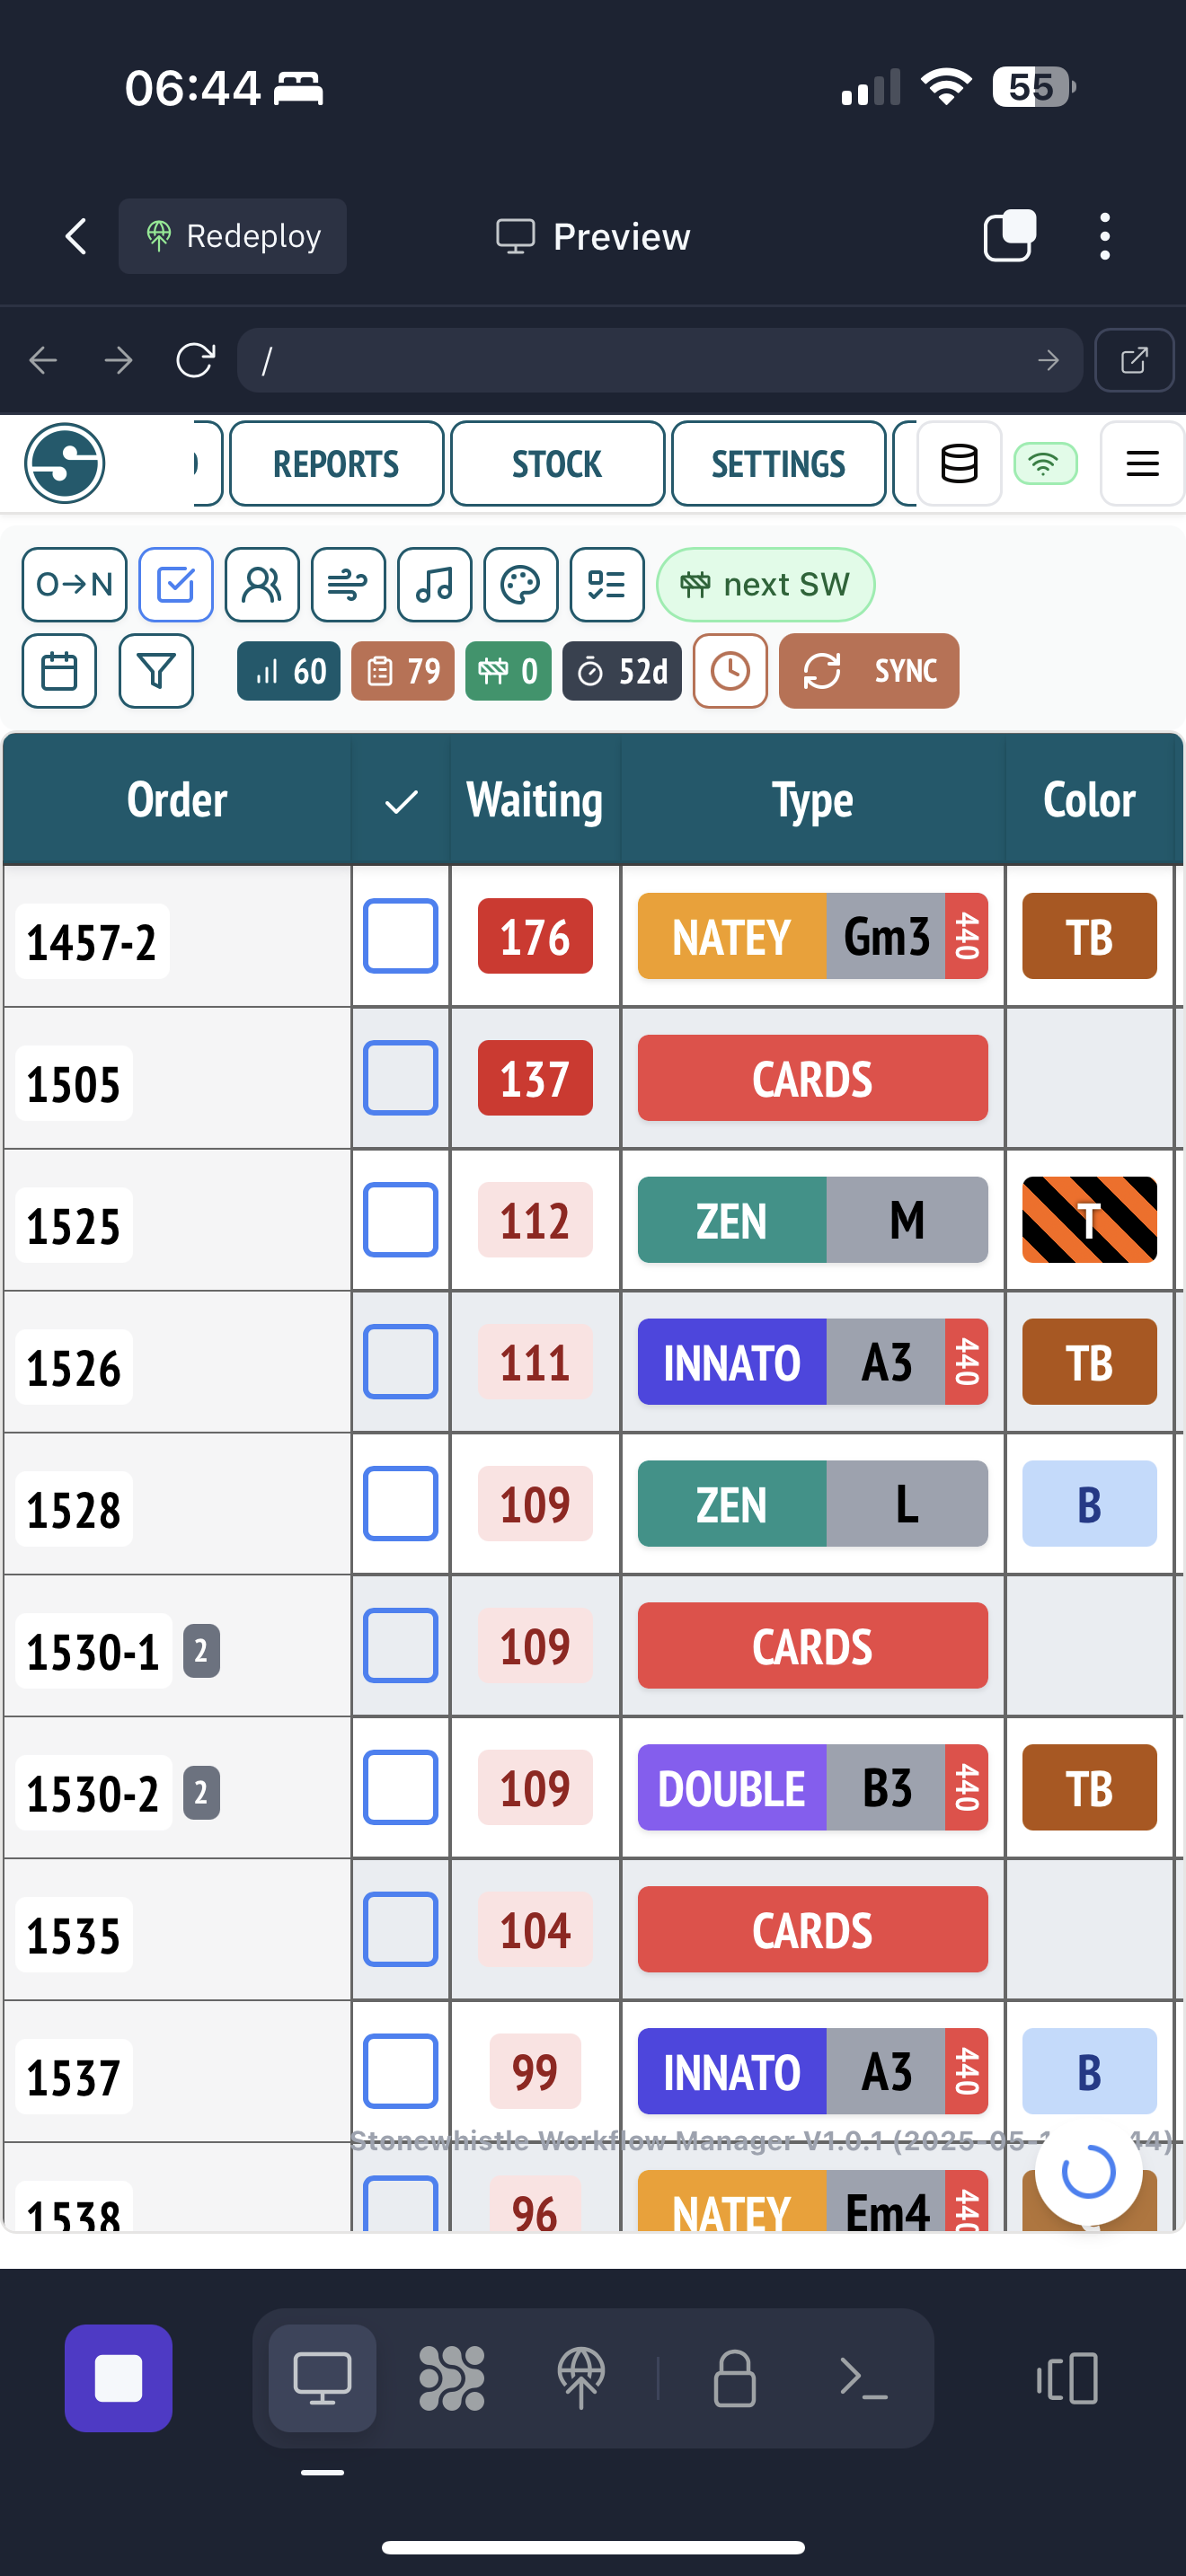 06:44
55
Redeploy
Preview
/
REPORTS
STOCK
SETTINGS
O→N
next SW
60
79
0
52d
SYNC
Order ✓ Waiting Type Color
1457-2 176 NATEY Gm3 440 TB
1505 137 CARDS
1525 112 ZEN M T
1526 111 INNATO A3 440 TB
1528 109 ZEN L B
1530-1 2 109 CARDS
1530-2 2 109 DOUBLE B3 440 TB
1535 104 CARDS
1537 99 INNATO A3 440 B
Stonewhistle Workflow Manager V1.0.1 (2025-05-
1538 96 NATEY Em4 440